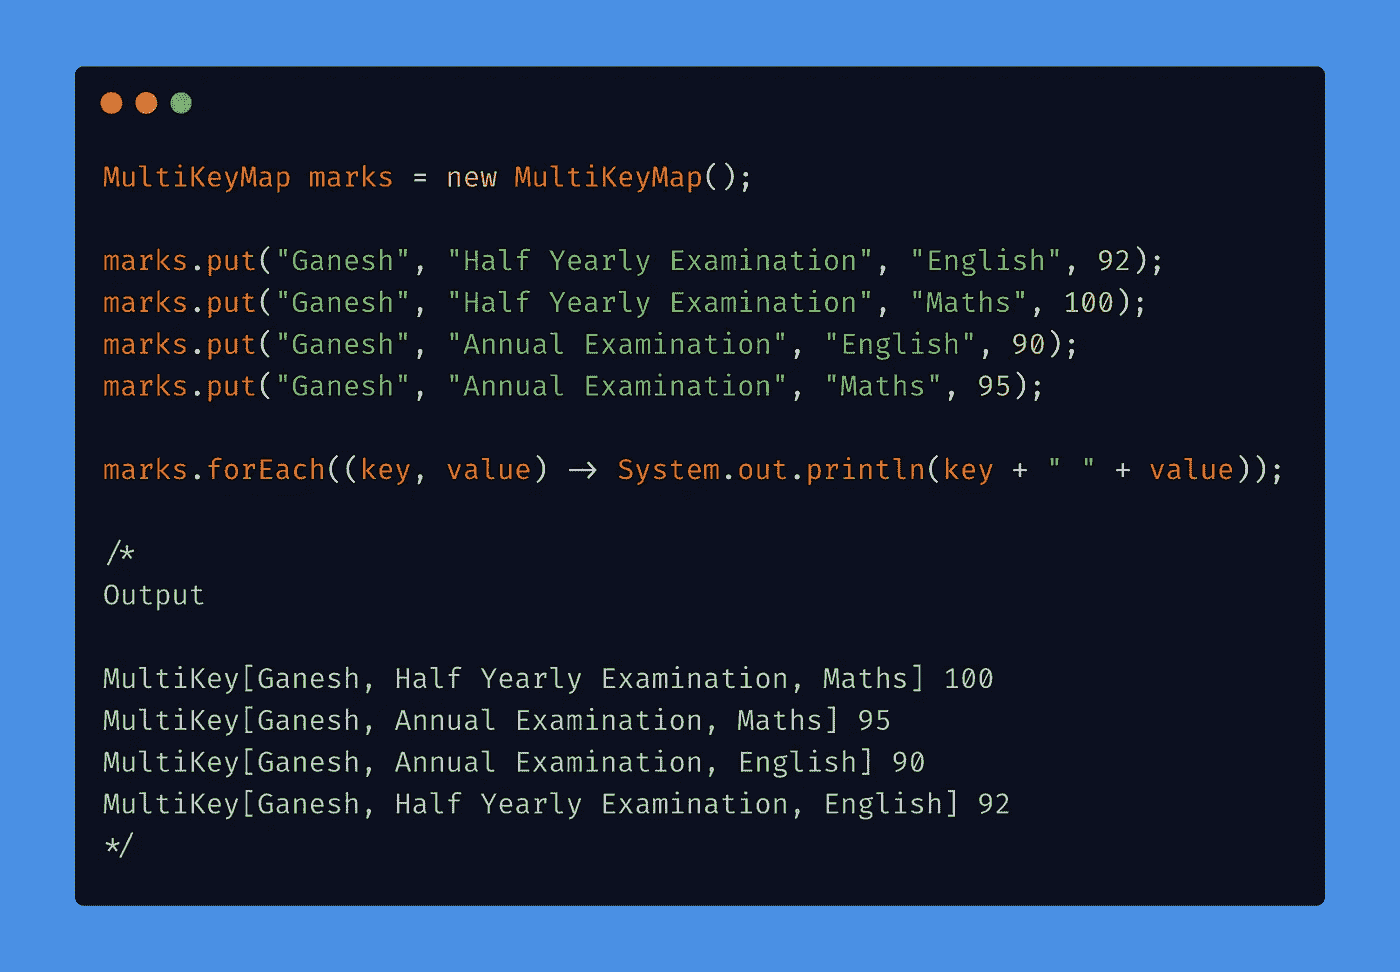 MultiKeyMap marks = new MultiKeyMap();
marks.put("Ganesh", "Half Yearly Examination", "English", 92);
marks.put("Ganesh", "Half Yearly Examination", "Maths", 100);
marks.put("Ganesh", "Annual Examination", "English", 90);
marks.put("Ganesh", "Annual Examination", "Maths", 95);
marks.forEach((key, value) → System.out.println(key + " " + value));
/*
Output
MultiKey[Ganesh, Half Yearly Examination, Maths] 100
MultiKey[Ganesh, Annual Examination, Maths] 95
MultiKey[Ganesh, Annual Examination, English] 90
MultiKey[Ganesh, Half Yearly Examination, English] 92
*/